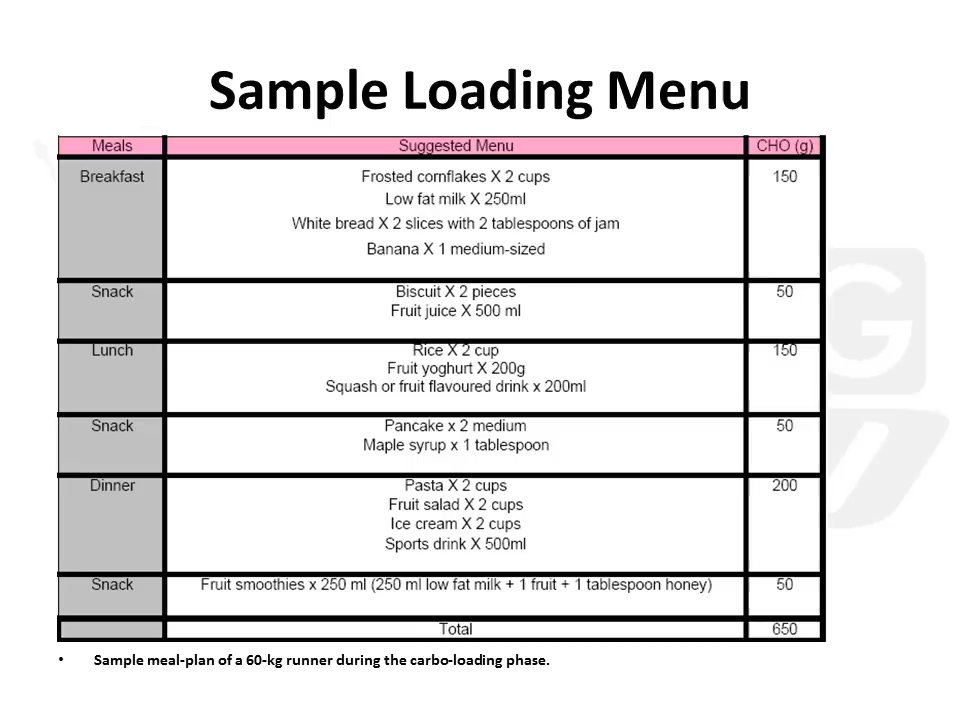 Sample Loading Menu
Meals Suggested Menu CHO (g)
Breakfast Frosted cornflakes X 2 cups 150
Low fat milk X 250ml
White bread X 2 slices with 2 tablespoons of jam
Banana X 1 medium-sized
Snack Biscuit X 2 pieces 50
Fruit juice X 500 ml
Lunch Rice X 2 cup 150
Fruit yoghurt X 200g
Squash or fruit flavoured drink x 200ml
Snack Pancake x 2 medium 50
Maple syrup x 1 tablespoon
Dinner Pasta X 2 cups 200
Fruit salad X 2 cups
Ice cream X 2 cups
Sports drink X 500ml
Snack Fruit smoothies x 250 ml (250 ml low fat milk + 1 fruit + 1 tablespoon honey) 50
Total 650
• Sample meal-plan of a 60-kg runner during the carbo-loading phase.
G